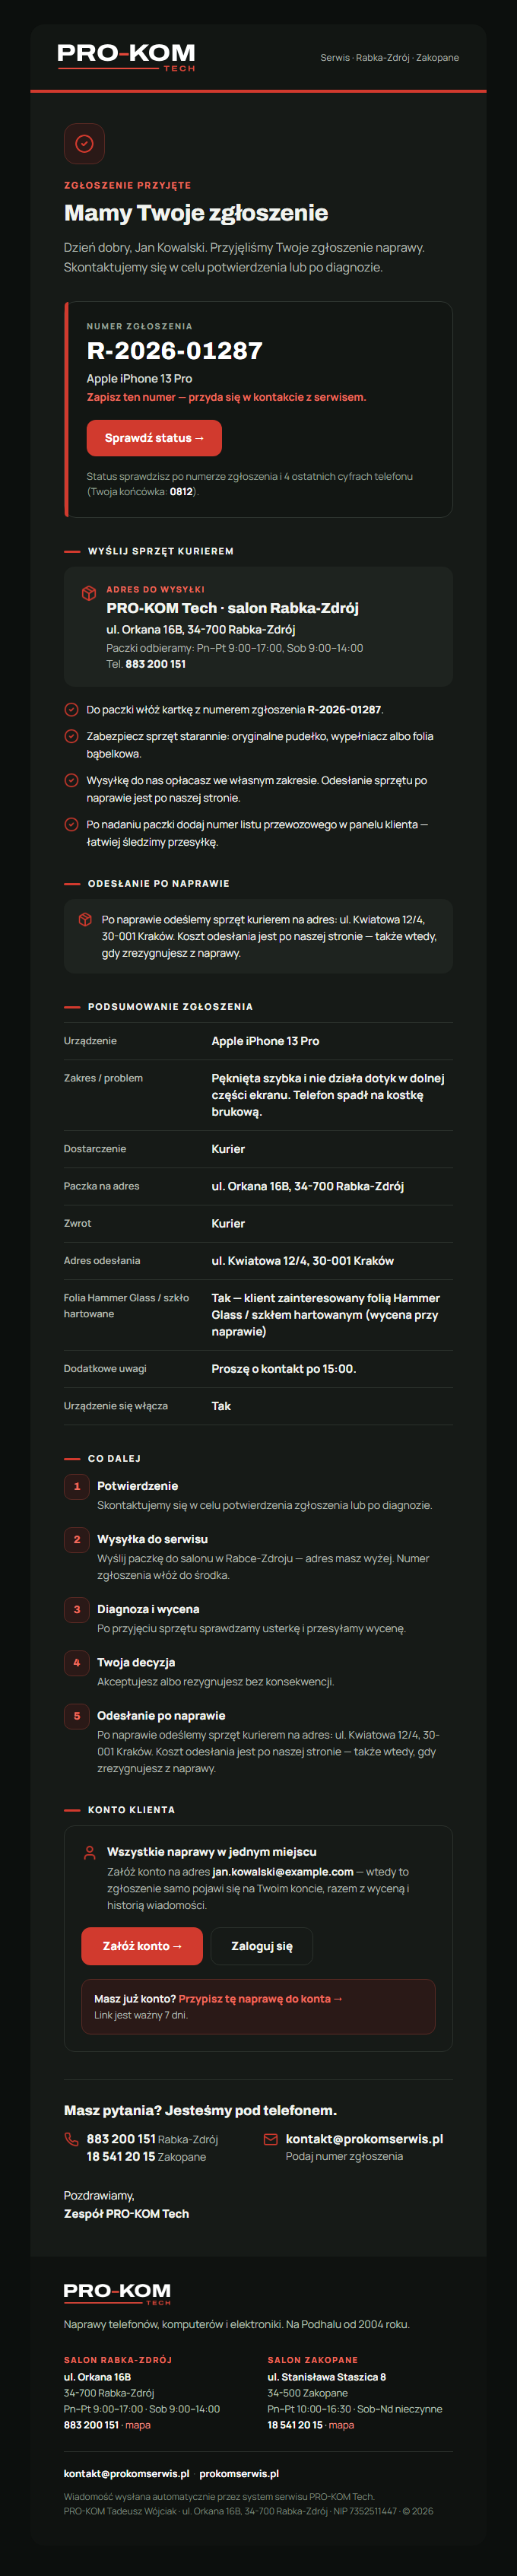 PRO-KOM
TECH
Serwis · Rabka-Zdrój · Zakopane
ZGŁOSZENIE PRZYJĘTE
Mamy Twoje zgłoszenie
Dzień dobry, Jan Kowalski. Przyjęliśmy Twoje zgłoszenie naprawy.
Skontaktujemy się w celu potwierdzenia lub po diagnozie.
NUMER ZGŁOSZENIA
R-2026-01287
Apple iPhone 13 Pro
Zapisz ten numer — przyda się w kontakcie z serwisem.
Sprawdź status →
Status sprawdzisz po numerze zgłoszenia i 4 ostatnich cyfrach telefonu
(Twoja końcówka: 0812).
WYŚLIJ SPRZĘT KURIEREM
ADRES DO WYSYŁKI
PRO-KOM Tech · salon Rabka-Zdrój
ul. Orkana 16B, 34-700 Rabka-Zdrój
Paczki odbieramy: Pn–Pt 9:00–17:00, Sob 9:00–14:00
Tel. 883 200 151
Do paczki włóż kartkę z numerem zgłoszenia R-2026-01287.
Zabezpiecz sprzęt starannie: oryginalne pudełko, wypełniacz albo folia
bąbelkowa.
Wysyłkę do nas opłacasz we własnym zakresie. Odesłanie sprzętu po
naprawie jest po naszej stronie.
Po nadaniu paczki dodaj numer listu przewozowego w panelu klienta —
łatwiej śledzimy przesyłkę.
ODESŁANIE PO NAPRAWIE
Po naprawie odeślemy sprzęt kurierem na adres: ul. Kwiatowa 12/4,
30-001 Kraków. Koszt odesłania jest po naszej stronie — także wtedy,
gdy zrezygnujesz z naprawy.
PODSUMOWANIE ZGŁOSZENIA
Urządzenie
Apple iPhone 13 Pro
Zakres / problem
Pęknięta szybka i nie działa dotyk w dolnej
części ekranu. Telefon spadł na kostkę
brukową.
Dostarczenie
Kurier
Paczka na adres
ul. Orkana 16B, 34-700 Rabka-Zdrój
Zwrot
Kurier
Adres odesłania
ul. Kwiatowa 12/4, 30-001 Kraków
Folia Hammer Glass / szkło
hartowane
Tak — klient zainteresowany folią Hammer
Glass / szkłem hartowanym (wycena przy
naprawie)
Dodatkowe uwagi
Proszę o kontakt po 15:00.
Urządzenie się włącza
Tak
CO DALEJ
1
Potwierdzenie
Skontaktujemy się w celu potwierdzenia zgłoszenia lub po diagnozie.
2
Wysyłka do serwisu
Wyślij paczkę do salonu w Rabce-Zdroju — adres masz wyżej. Numer
zgłoszenia włóż do środka.
3
Diagnoza i wycena
Po przyjęciu sprzętu sprawdzamy usterkę i przesyłamy wycenę.
4
Twoja decyzja
Akceptujesz albo rezygnujesz bez konsekwencji.
5
Odesłanie po naprawie
Po naprawie odeślemy sprzęt kurierem na adres: ul. Kwiatowa 12/4, 30-
001 Kraków. Koszt odesłania jest po naszej stronie — także wtedy, gdy
zrezygnujesz z naprawy.
KONTO KLIENTA
Wszystkie naprawy w jednym miejscu
Załóż konto na adres jan.kowalski@example.com — wtedy to
zgłoszenie samo pojawi się na Twoim koncie, razem z wyceną i
historią wiadomości.
Załóż konto →
Zaloguj się
Masz już konto? Przypisz tę naprawę do konta →
Link jest ważny 7 dni.
Masz pytania? Jesteśmy pod telefonem.
883 200 151 Rabka-Zdrój
18 541 20 15 Zakopane
kontakt@prokomserwis.pl
Podaj numer zgłoszenia
Pozdrawiamy,
Zespół PRO-KOM Tech
PRO-KOM
TECH
Naprawy telefonów, komputerów i elektroniki. Na Podhalu od 2004 roku.
SALON RABKA-ZDRÓJ
ul. Orkana 16B
34-700 Rabka-Zdrój
Pn–Pt 9:00–17:00 · Sob 9:00–14:00
883 200 151 · mapa
SALON ZAKOPANE
ul. Stanisława Staszica 8
34-500 Zakopane
Pn–Pt 10:00–16:30 · Sob–Nd nieczynne
18 541 20 15 · mapa
kontakt@prokomserwis.pl · prokomserwis.pl
Wiadomość wysłana automatycznie przez system serwisu PRO-KOM Tech.
PRO-KOM Tadeusz Wójciak · ul. Orkana 16B, 34-700 Rabka-Zdrój · NIP 7352511447 · © 2026